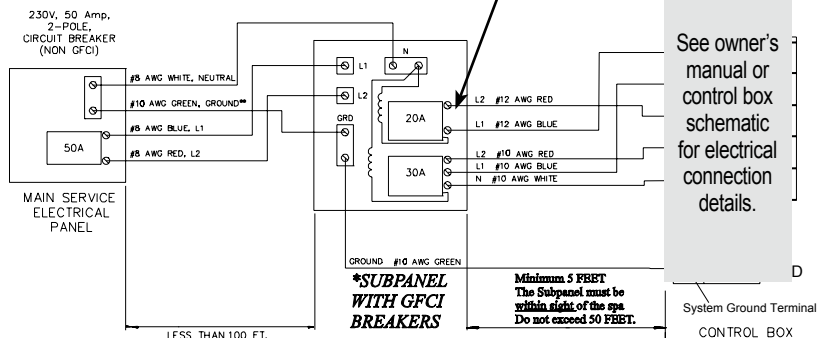 230V, 50 Amp,
2-POLE,
CIRCUIT BREAKER
(NON GFCI)
#8 AWG WHITE, NEUTRAL
#10 AWG GREEN, GROUND**
#8 AWG BLUE, L1
#8 AWG RED, L2
50A
MAIN SERVICE
ELECTRICAL
PANEL
N
L1
L2
GRD
20A
30A
L2 #12 AWG RED
L1 #12 AWG BLUE
L2 #10 AWG RED
L1 #10 AWG BLUE
N #10 AWG WHITE
See owner's
manual or
control box
schematic
for electrical
connection
details.
GROUND #10 AWG GREEN
*SUBPANEL
WITH GFCI
BREAKERS
Minimum 5 FEET
The Subpanel must be
within sight of the spa
Do not exceed 50 FEET.
D
System Ground Terminal
CONTROL BOX
LESS THAN 100 FT.